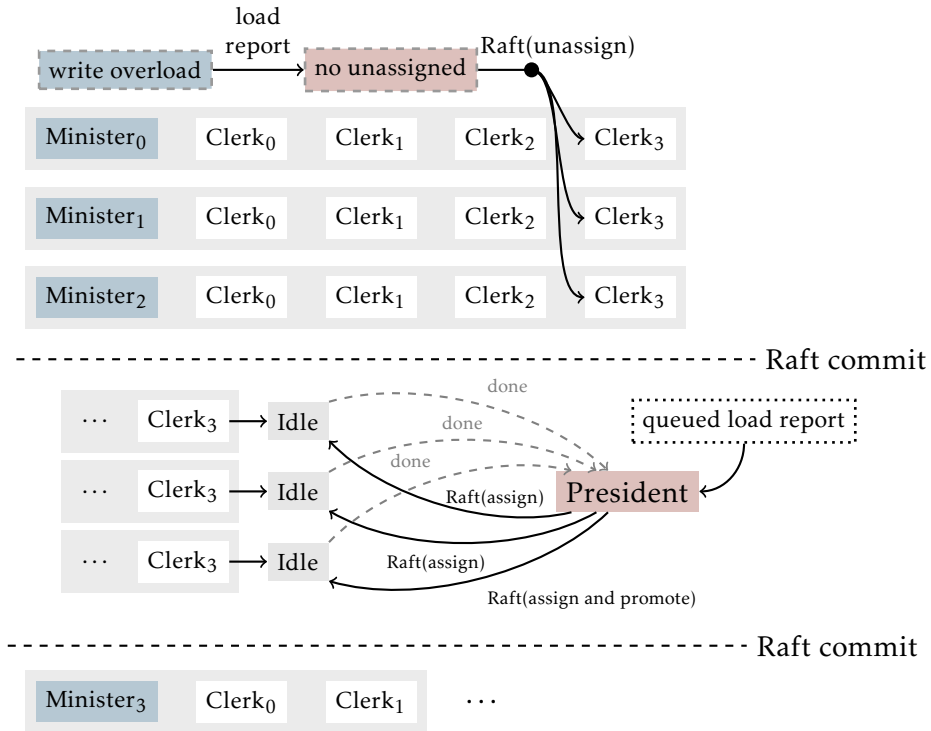 load
report
write overload
no unassigned
Raft(unassign)
Minister₀ Clerk₀ Clerk₁ Clerk₂ Clerk₃
Minister₁ Clerk₀ Clerk₁ Clerk₂ Clerk₃
Minister₂ Clerk₀ Clerk₁ Clerk₂ Clerk₃
Raft commit
done
··· Clerk₃ Idle
queued load report
done
done
··· Clerk₃ Idle
President
Raft(assign)
··· Clerk₃ Idle
Raft(assign)
Raft(assign and promote)
Raft commit
Minister₃ Clerk₀ Clerk₁ ···